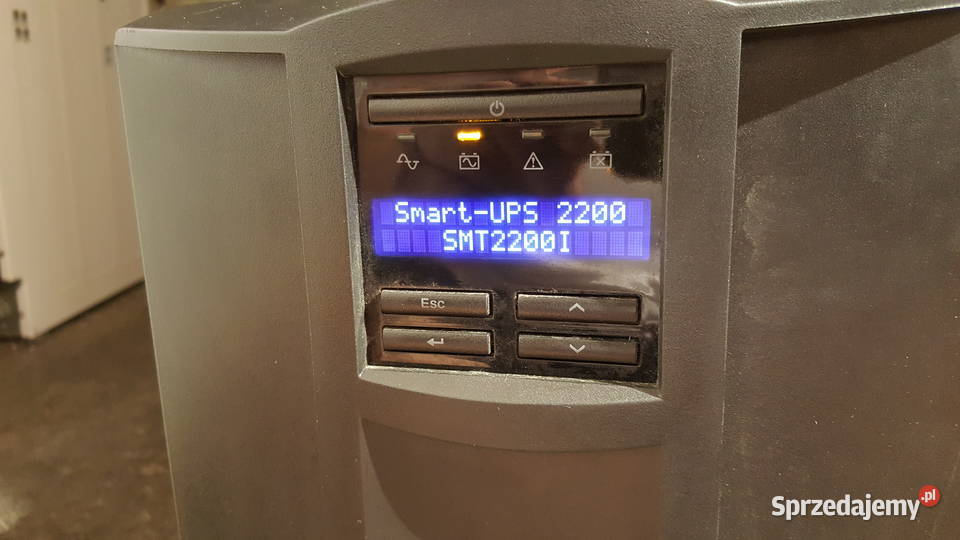 Smart-UPS 2200
SMT2200I
Esc
Sprzedajemy.pl